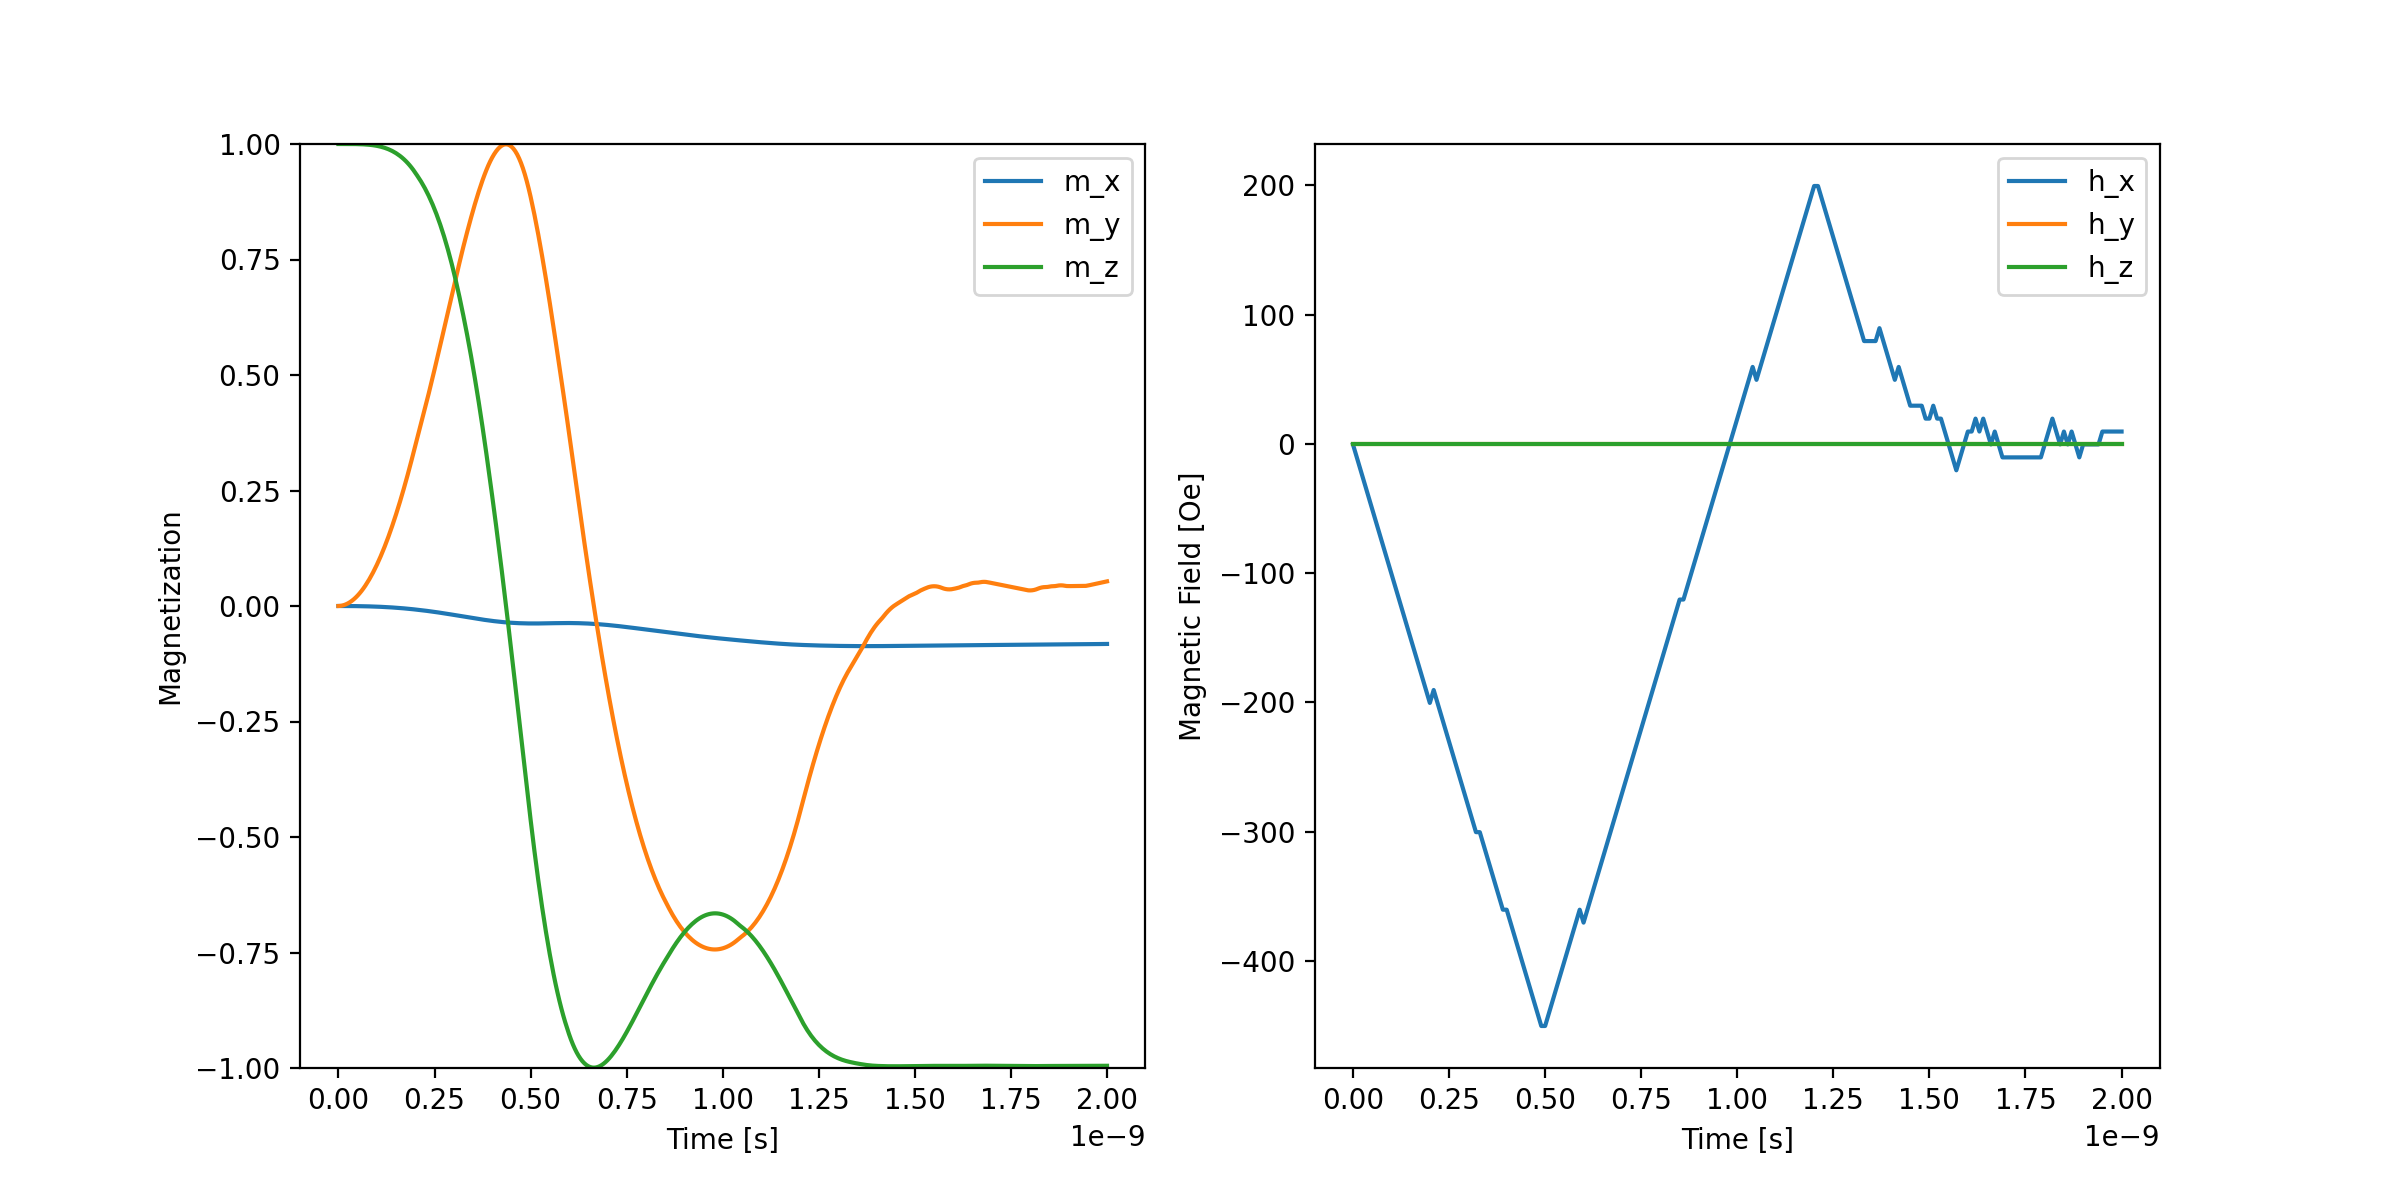 1.00
0.75
0.50
0.25
0.00
−0.25
−0.50
−0.75
−1.00
Magnetization
m_x
m_y
m_z
0.00 0.25 0.50 0.75 1.00 1.25 1.50 1.75 2.00
Time [s]
1e−9
200
100
0
−100
−200
−300
−400
Magnetic Field [Oe]
h_x
h_y
h_z
0.00 0.25 0.50 0.75 1.00 1.25 1.50 1.75 2.00
Time [s]
1e−9